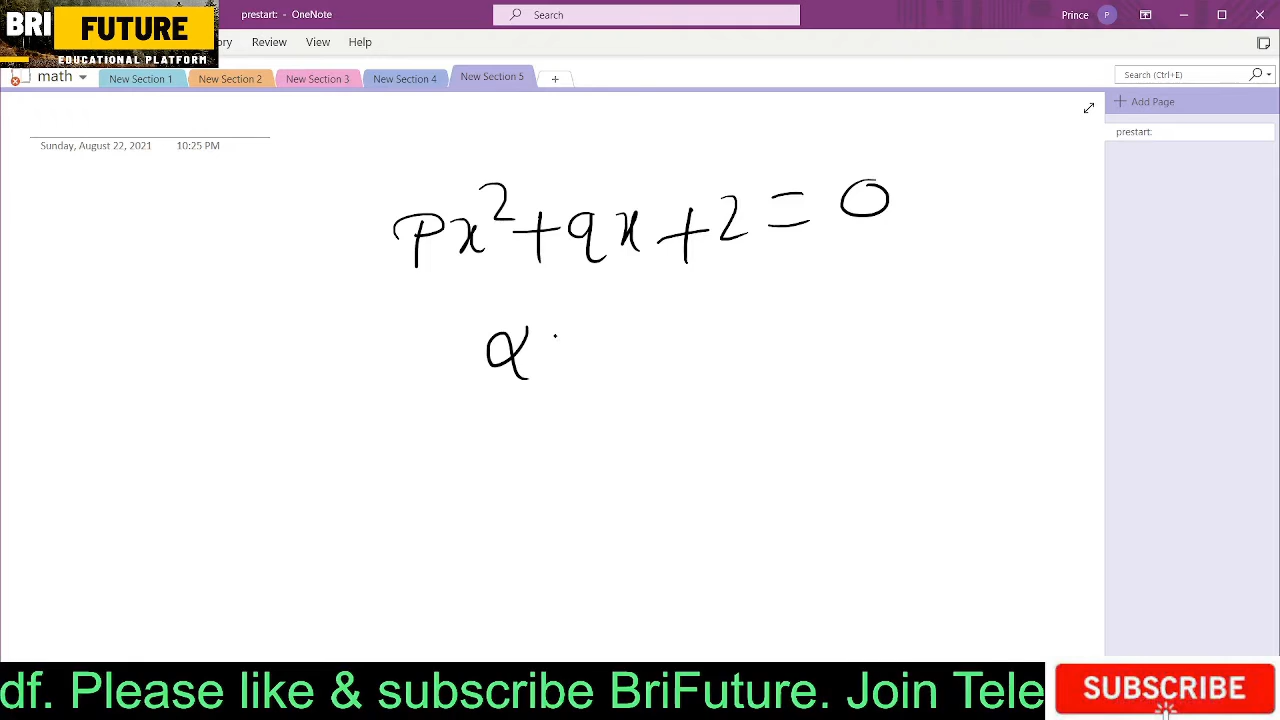 BRI FUTURE
EDUCATIONAL PLATFORM
prestart: - OneNote
Search
Prince P
ory Review View Help
math New Section 1 New Section 2 New Section 3 New Section 4 New Section 5 +
Search (Ctrl+E)
Add Page
prestart:
Sunday, August 22, 2021 10:25 PM
px²+qx+2=0
α
df. Please like & subscribe BriFuture. Join Tele
SUBSCRIBE